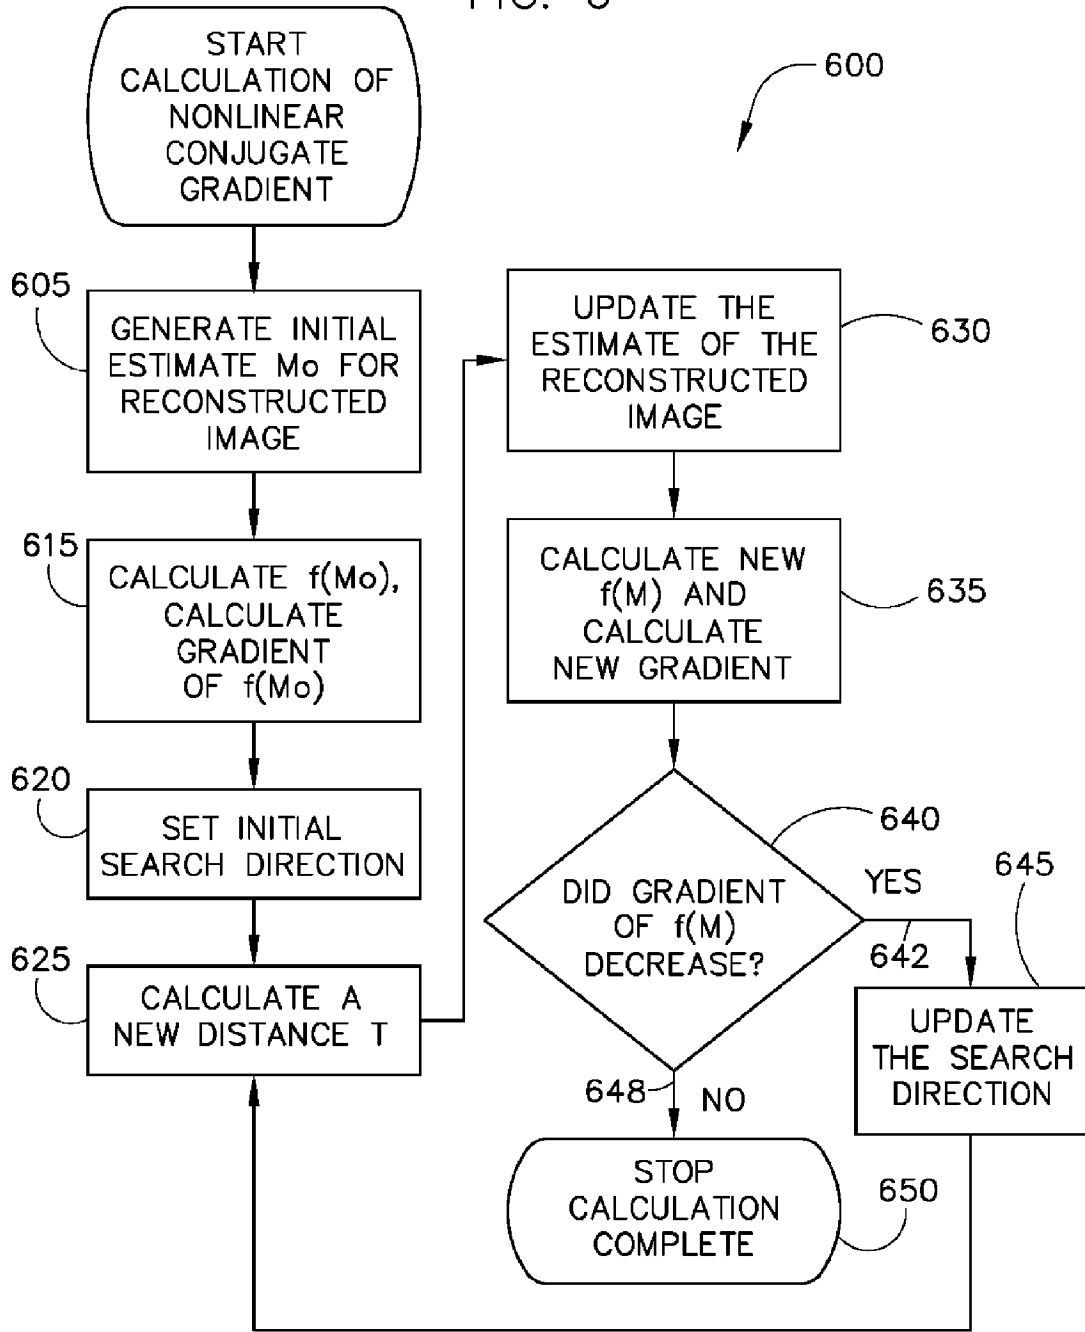 START
CALCULATION OF
NONLINEAR
CONJUGATE
GRADIENT
600
605
GENERATE INITIAL
ESTIMATE Mo FOR
RECONSTRUCTED
IMAGE
615
CALCULATE f(Mo),
CALCULATE
GRADIENT
OF f(Mo)
620
SET INITIAL
SEARCH DIRECTION
625
CALCULATE A
NEW DISTANCE T
UPDATE THE
ESTIMATE OF THE
RECONSTRUCTED
IMAGE
630
CALCULATE NEW
f(M) AND
CALCULATE
NEW GRADIENT
635
640
DID GRADIENT
OF f(M)
DECREASE?
YES
642
645
UPDATE
THE SEARCH
DIRECTION
648
NO
STOP
CALCULATION
COMPLETE
650